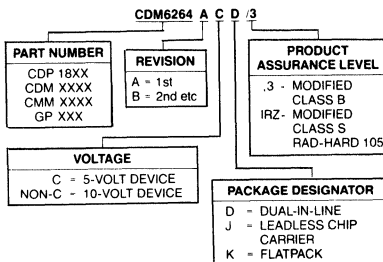 CDM6264 A C D /3
PART NUMBER
CDP 18XX
CDM XXXX
CMM XXXX
GP XXX
REVISION
A = 1st
B = 2nd etc
PRODUCT
ASSURANCE LEVEL
.3 - MODIFIED
CLASS B
IRZ- MODIFIED
CLASS S
RAD-HARD 105
VOLTAGE
C = 5-VOLT DEVICE
NON-C = 10-VOLT DEVICE
PACKAGE DESIGNATOR
D = DUAL-IN-LINE
J = LEADLESS CHIP
CARRIER
K = FLATPACK